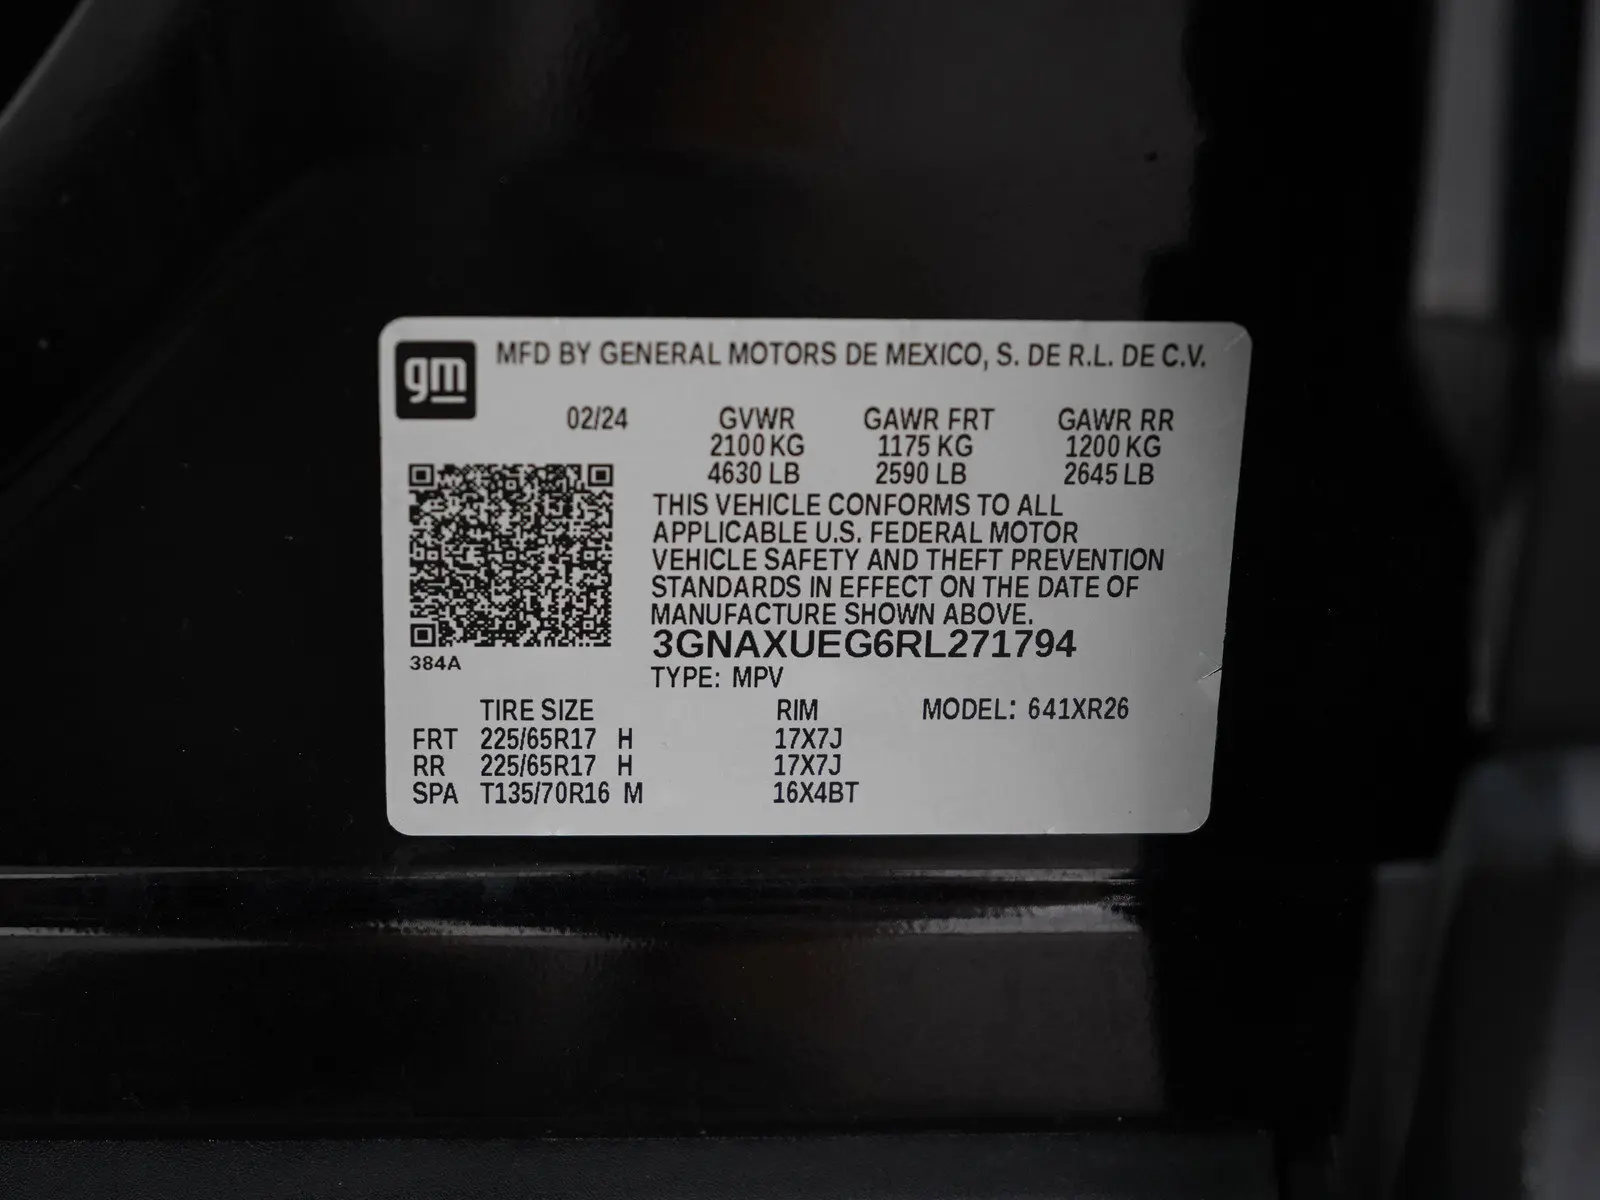 gm
MFD BY GENERAL MOTORS DE MEXICO, S. DE R.L. DE C.V.
02/24 GVWR GAWR FRT GAWR RR
2100 KG 1175 KG 1200 KG
4630 LB 2590 LB 2645 LB
THIS VEHICLE CONFORMS TO ALL
APPLICABLE U.S. FEDERAL MOTOR
VEHICLE SAFETY AND THEFT PREVENTION
STANDARDS IN EFFECT ON THE DATE OF
MANUFACTURE SHOWN ABOVE.
3GNAXUEG6RL271794
384A
TYPE: MPV
TIRE SIZE RIM MODEL: 641XR26
FRT 225/65R17 H 17X7J
RR 225/65R17 H 17X7J
SPA T135/70R16 M 16X4BT